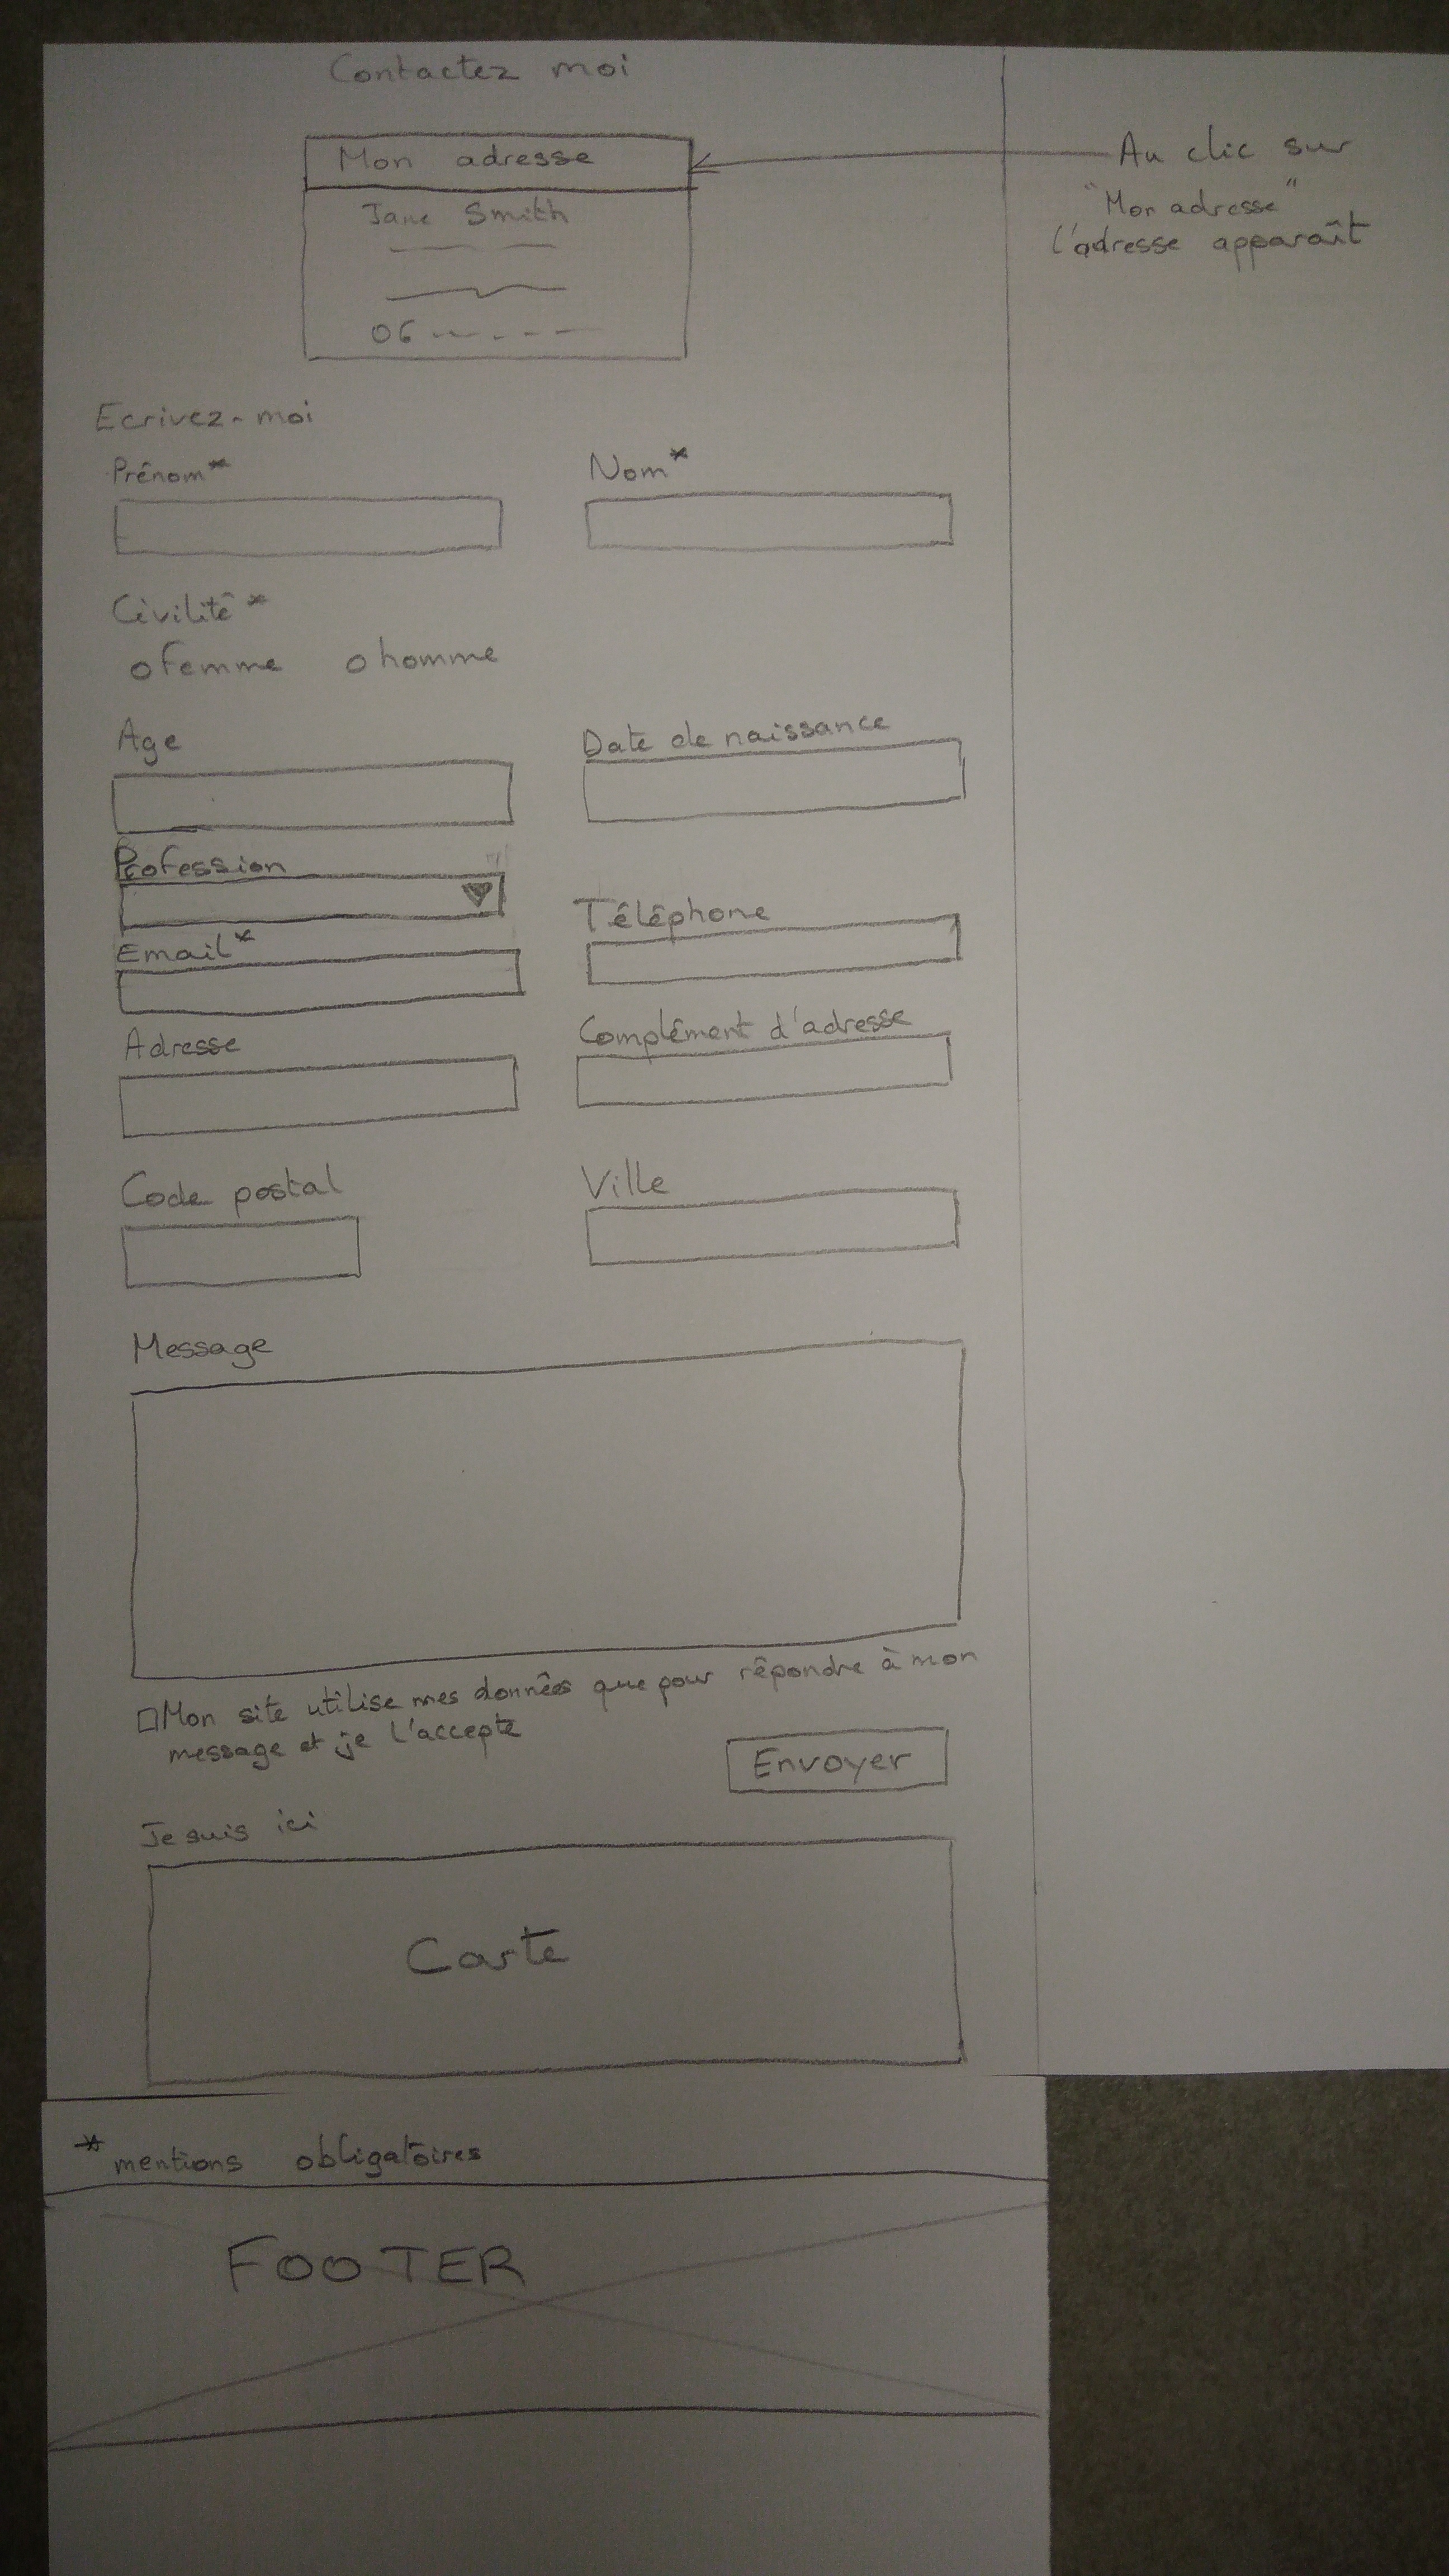 Contactez moi
Mon adresse
Jane Smith
06
Au clic sur
"Mon adresse"
l'adresse apparaît
Ecrivez-moi
Prénom*
Nom*
Civilité*
o Femme o homme
Age
Date de naissance
Profession
Téléphone
Email*
Adresse
Complément d'adresse
Code postal
Ville
Message
Mon site utilise mes données que pour répondre à mon
message et je l'accepte
Envoyer
Je suis ici
Carte
*mentions obligatoires
FOOTER